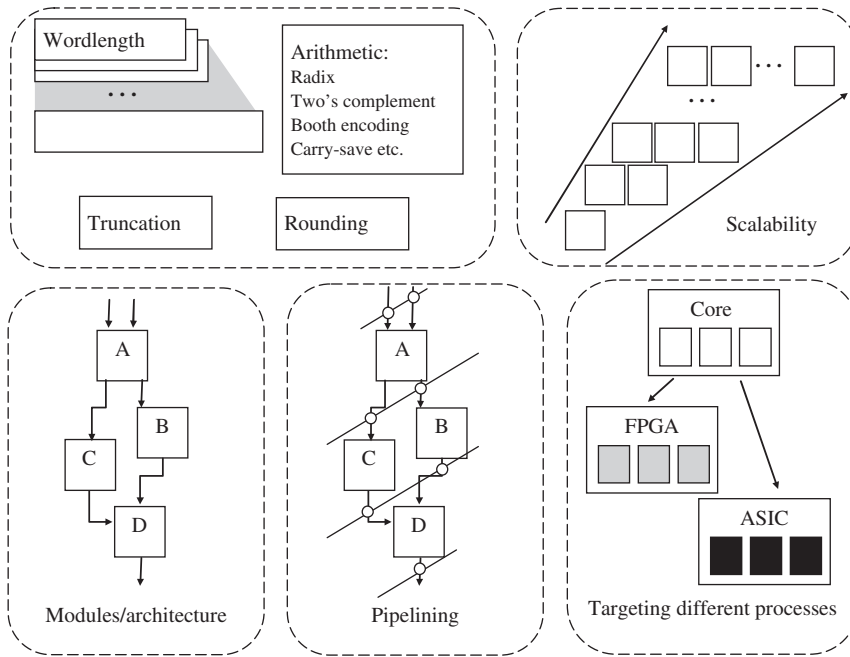 Wordlength
...
Arithmetic:
Radix
Two's complement
Booth encoding
Carry-save etc.
Truncation
Rounding
...
...
Scalability
A
B
C
D
Modules/architecture
A
B
C
D
Pipelining
Core
FPGA
ASIC
Targeting different processes